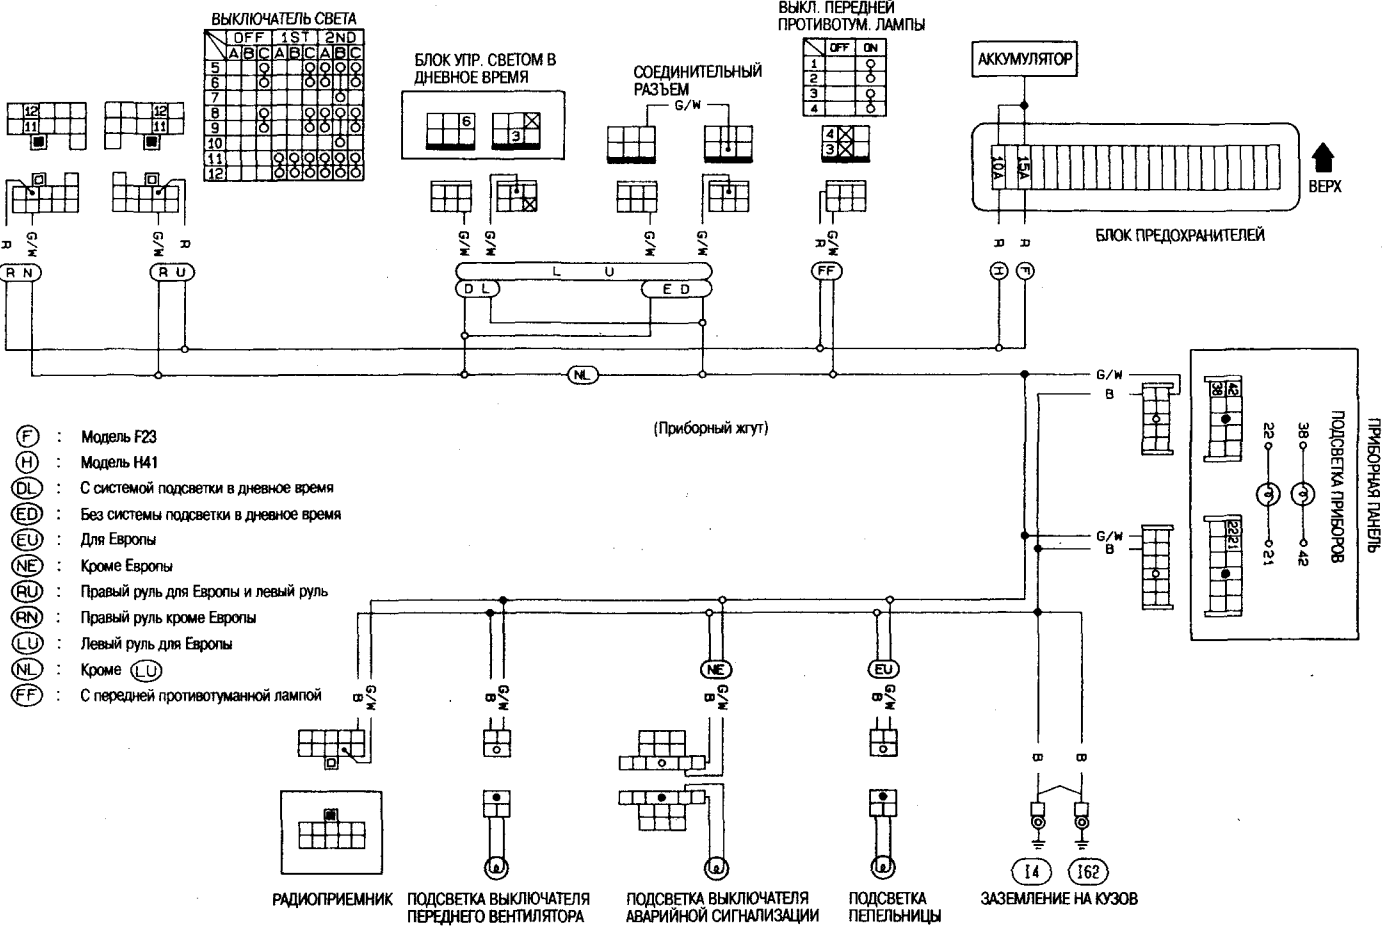 ВЫКЛЮЧАТЕЛЬ СВЕТА
OFF 1ST 2ND
A B C A B C A B C
5
6
7
8
9
10
11
12
БЛОК УПР. СВЕТОМ В
ДНЕВНОЕ ВРЕМЯ
6
3
СОЕДИНИТЕЛЬНЫЙ
РАЗЪЕМ
G/W
ВЫКЛ. ПЕРЕДНЕЙ
ПРОТИВОТУМ. ЛАМПЫ
OFF ON
1
2
3
4
4
3
АККУМУЛЯТОР
10A 15A
ВЕРХ
БЛОК ПРЕДОХРАНИТЕЛЕЙ
12 12
11 11
R G/W G/W R G/W G/W G/W G/W R G/W R R
RN RU L U FF H F
DL ED
NL
(Приборный жгут)
G/W
B
38 42
G/W
B
22 21
22 38
21 42
ПОДСВЕТКА ПРИБОРОВ
ПРИБОРНАЯ ПАНЕЛЬ
F : Модель F23
H : Модель H41
DL : С системой подсветки в дневное время
ED : Без системы подсветки в дневное время
EU : Для Европы
NE : Кроме Европы
RU : Правый руль для Европы и левый руль
RN : Правый руль кроме Европы
LU : Левый руль для Европы
NL : Кроме LU
FF : С передней противотуманной лампой
NE EU
B G/W B G/W B G/W B G/W B B
I4 I62
РАДИОПРИЕМНИК
ПОДСВЕТКА ВЫКЛЮЧАТЕЛЯ
ПЕРЕДНЕГО ВЕНТИЛЯТОРА
ПОДСВЕТКА ВЫКЛЮЧАТЕЛЯ
АВАРИЙНОЙ СИГНАЛИЗАЦИИ
ПОДСВЕТКА
ПЕПЕЛЬНИЦЫ
ЗАЗЕМЛЕНИЕ НА КУЗОВ